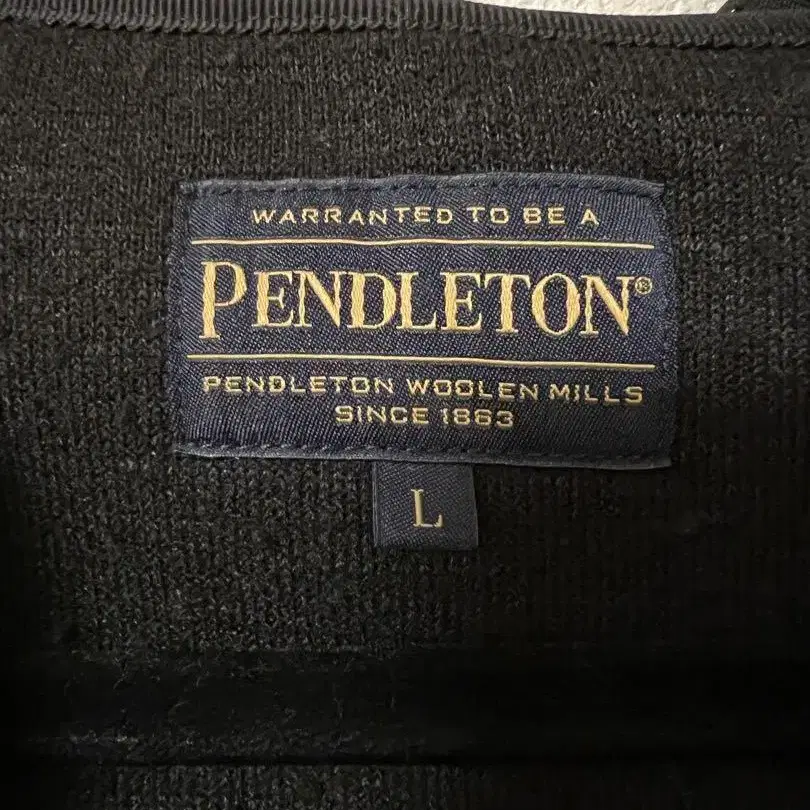 WARRANTED TO BE A
PENDLETON®
PENDLETON WOOLEN MILLS
SINCE 1863
L